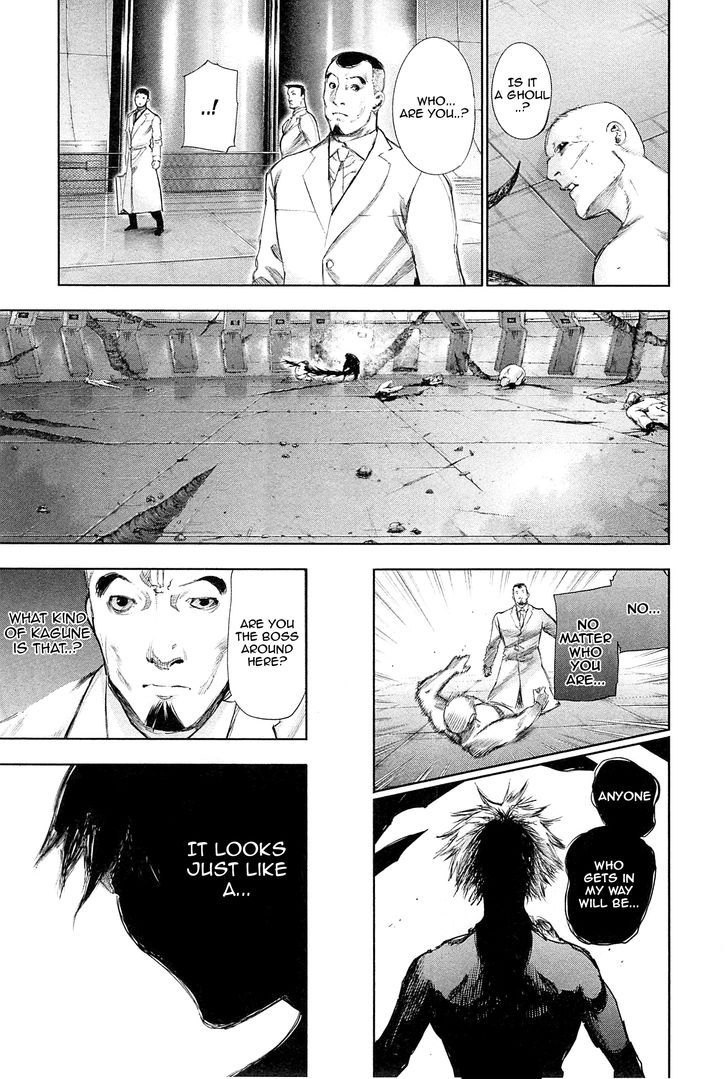 IS IT
A GHOUL
..?
WHO...
ARE YOU..?
..!
NO...
NO
MATTER
WHO
YOU
ARE...
ARE YOU
THE BOSS
AROUND
HERE?
WHAT KIND
OF KAGUNE
IS THAT..?
ANYONE
WHO
GETS IN
MY WAY
WILL BE...
IT LOOKS
JUST LIKE
A...